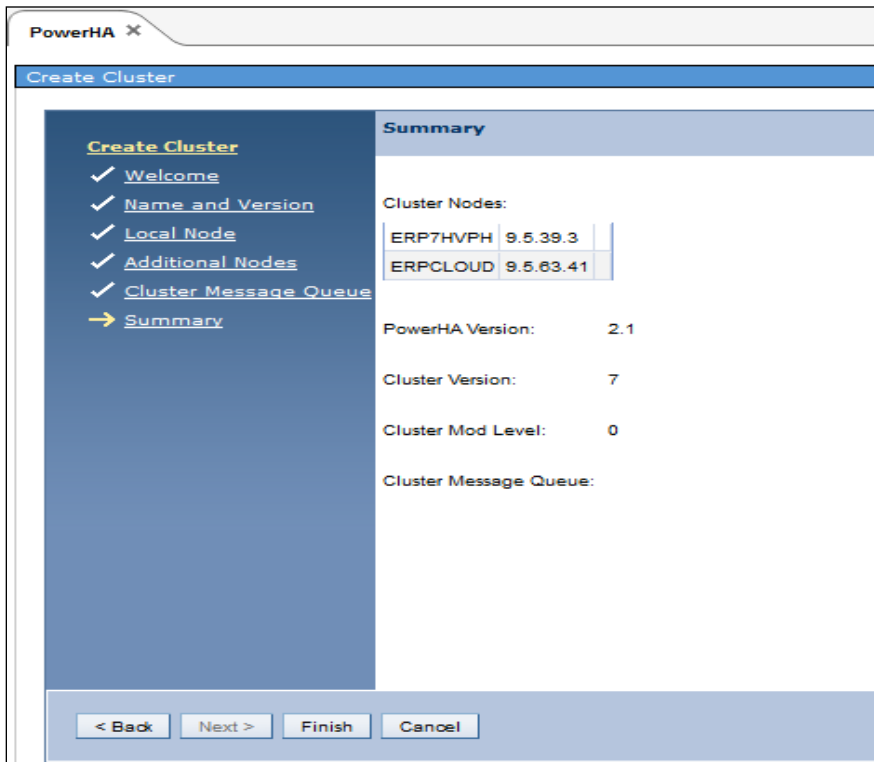 PowerHA ✕
Create Cluster
Create Cluster
Welcome
Name and Version
Local Node
Additional Nodes
Cluster Message Queue
Summary
Summary
Cluster Nodes:
ERP7HVPH 9.5.39.3
ERPCLOUD 9.5.63.41
PowerHA Version: 2.1
Cluster Version: 7
Cluster Mod Level: 0
Cluster Message Queue:
< Back Next > Finish Cancel